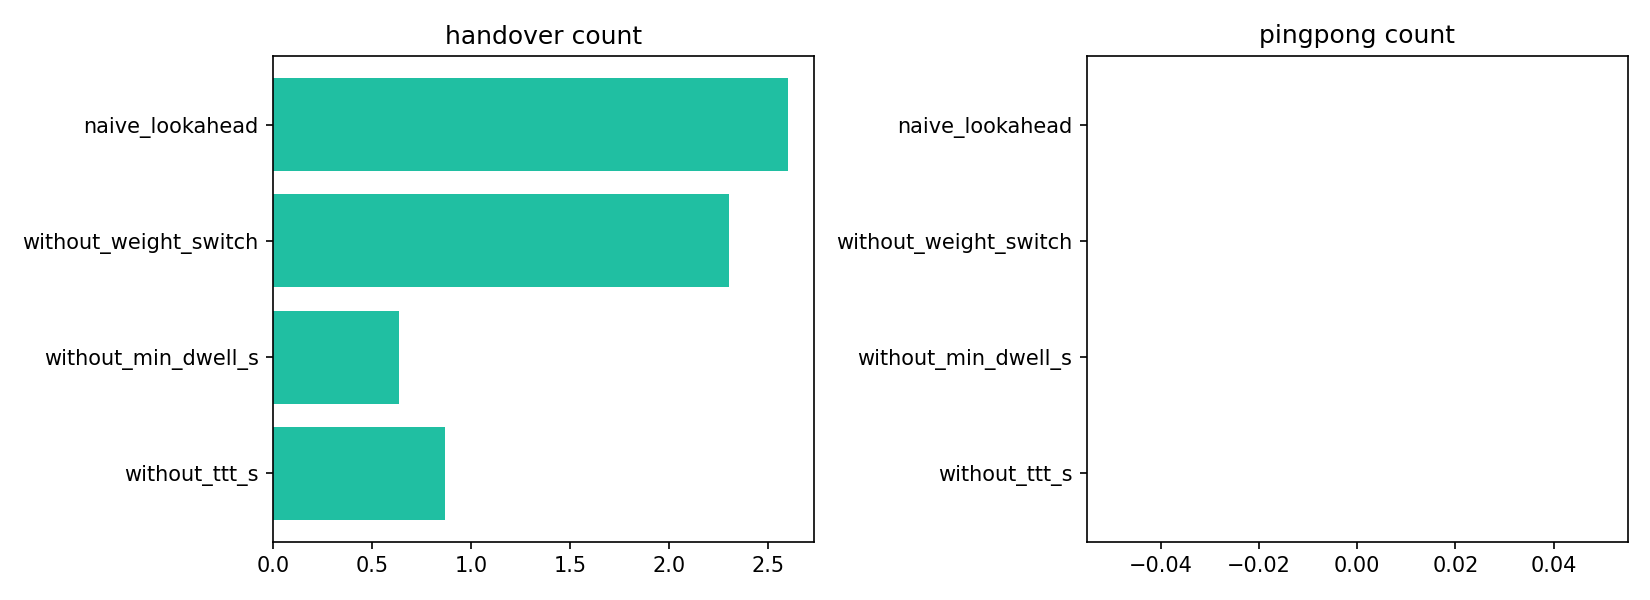 handover count
naive_lookahead
without_weight_switch
without_min_dwell_s
without_ttt_s
0.0 0.5 1.0 1.5 2.0 2.5
pingpong count
naive_lookahead
without_weight_switch
without_min_dwell_s
without_ttt_s
−0.04 −0.02 0.00 0.02 0.04